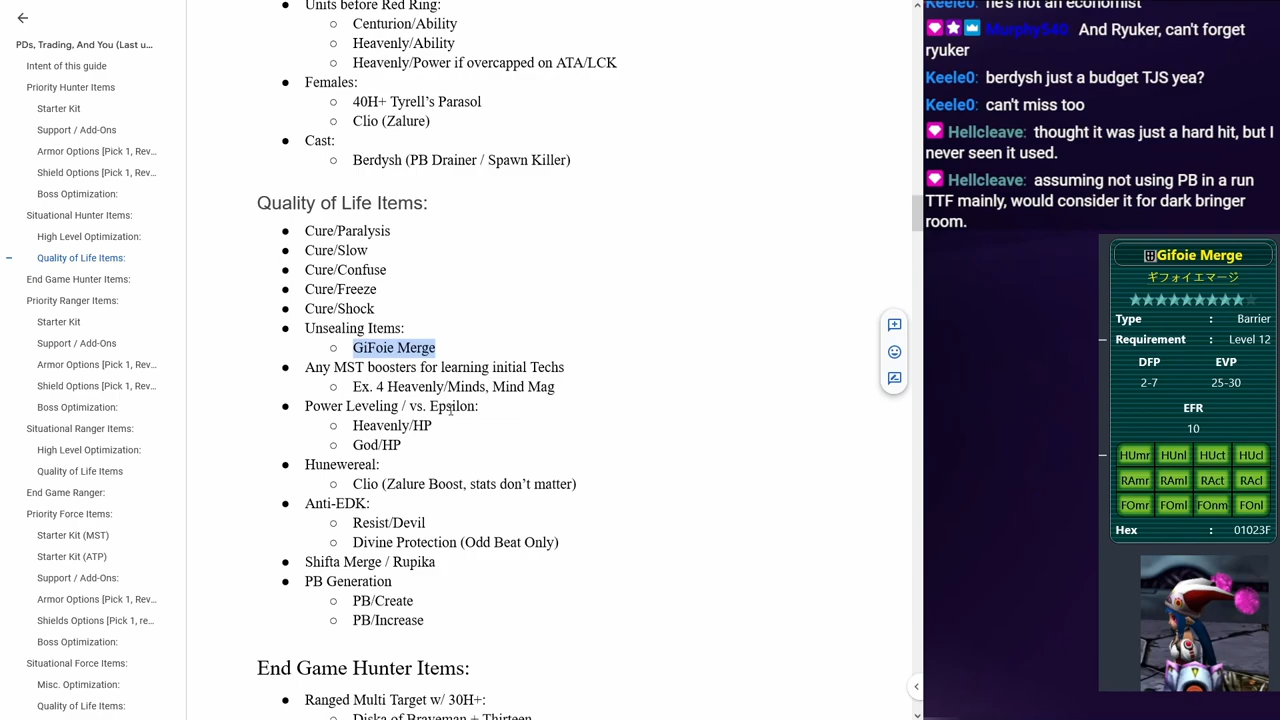 PDs, Trading, And You (Last u...
Intent of this guide
Priority Hunter Items
Starter Kit
Support / Add-Ons
Armor Options [Pick 1, Rev...
Shield Options [Pick 1, Rev...
Boss Optimization:
Situational Hunter Items:
High Level Optimization:
Quality of Life Items:
End Game Hunter Items:
Priority Ranger Items:
Starter Kit
Support / Add-Ons:
Armor Options [Pick 1, Rev...
Shield Options [Pick 1, Rev...
Boss Optimization:
Situational Ranger Items:
High Level Optimization:
Quality of Life Items
End Game Ranger:
Priority Force Items:
Starter Kit (MST)
Starter Kit (ATP)
Support / Add-Ons:
Armor Options [Pick 1, Rev...
Shields Options [Pick 1, re...
Boss Optimization:
Situational Force Items:
Misc. Optimization:
Quality of Life Items:
Units before Red Ring:
Centurion/Ability
Heavenly/Ability
Heavenly/Power if overcapped on ATA/LCK
Females:
40H+ Tyrell's Parasol
Clio (Zalure)
Cast:
Berdysh (PB Drainer / Spawn Killer)
Quality of Life Items:
Cure/Paralysis
Cure/Slow
Cure/Confuse
Cure/Freeze
Cure/Shock
Unsealing Items:
GiFoie Merge
Any MST boosters for learning initial Techs
Ex. 4 Heavenly/Minds, Mind Mag
Power Leveling / vs. Epsilon:
Heavenly/HP
God/HP
Hunewereal:
Clio (Zalure Boost, stats don't matter)
Anti-EDK:
Resist/Devil
Divine Protection (Odd Beat Only)
Shifta Merge / Rupika
PB Generation
PB/Create
PB/Increase
End Game Hunter Items:
Ranged Multi Target w/ 30H+:
Diska of Braveman + Thirteen
Keele0: he's not an economist
Murphy540 And Ryuker, can't forget
ryuker
Keele0: berdysh just a budget TJS yea?
Keele0: can't miss too
Hellcleave: thought it was just a hard hit, but I
never seen it used.
Hellcleave: assuming not using PB in a run
TTF mainly, would consider it for dark bringer
room.
Gifoie Merge
ギフォイエマージ
Type : Barrier
Requirement : Level 12
DFP EVP
2-7 25-30
EFR
10
HUmr HUnl HUct HUcl
RAmr RAml RAct RAcl
FOmr FOml FOnm FOnl
Hex : 01023F